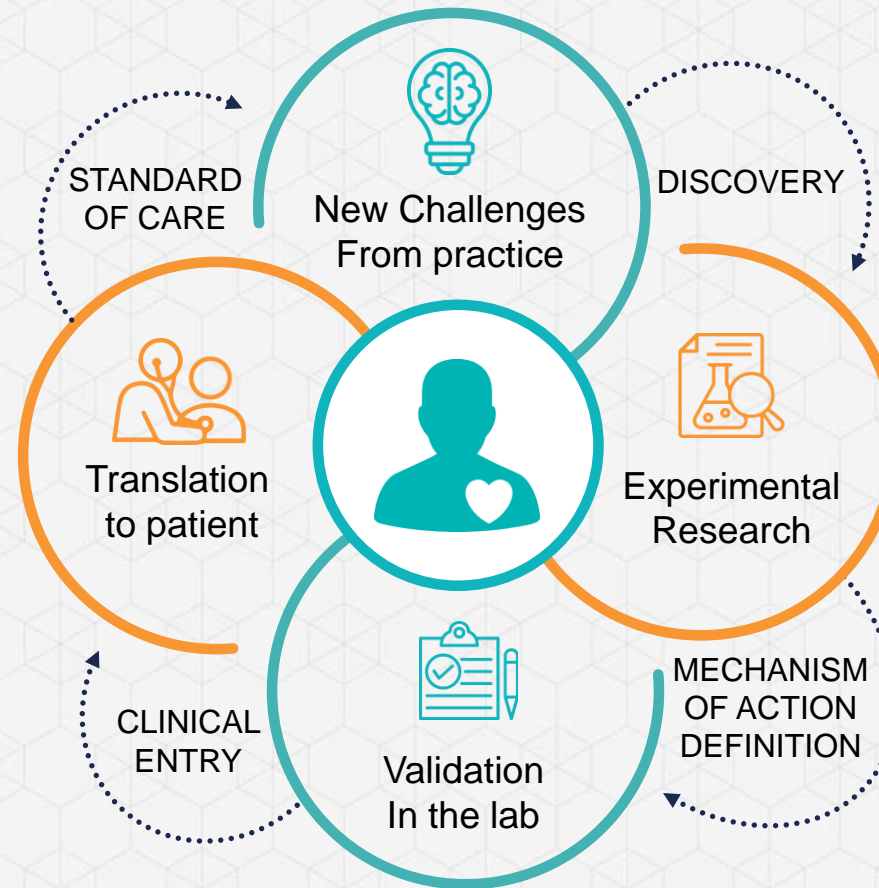 STANDARD
OF CARE
New Challenges
From practice
DISCOVERY
Translation
to patient
Experimental
Research
CLINICAL
ENTRY
Validation
In the lab
MECHANISM
OF ACTION
DEFINITION